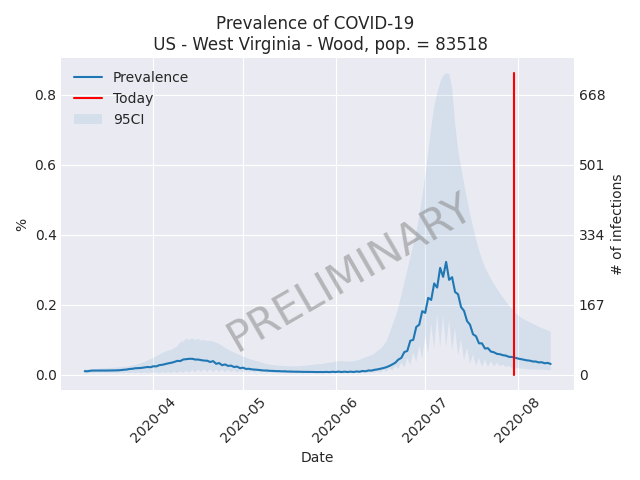 Prevalence of COVID-19
US - West Virginia - Wood, pop. = 83518
Prevalence
Today
95CI
0.8
0.6
0.4
0.2
0.0
%
668
501
334
167
0
# of infections
PRELIMINARY
2020-04
2020-05
2020-06
2020-07
2020-08
Date